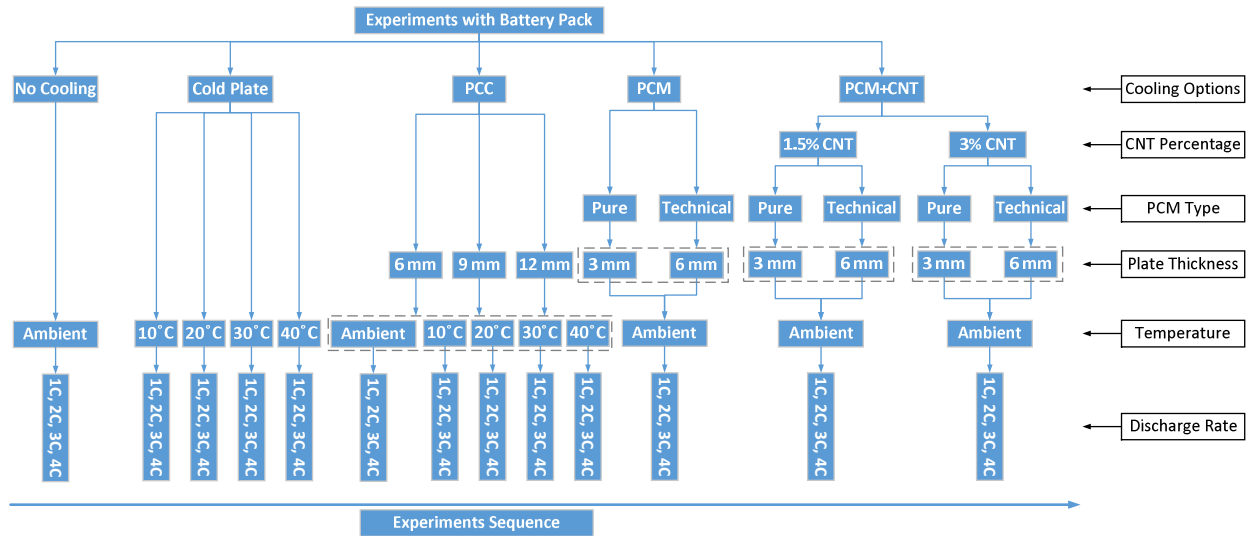 Experiments with Battery Pack
No Cooling
Cold Plate
PCC
PCM
PCM+CNT
Cooling Options
1.5% CNT
3% CNT
CNT Percentage
Pure
Technical
Pure
Technical
Pure
Technical
PCM Type
6 mm
9 mm
12 mm
3 mm
6 mm
3 mm
6 mm
3 mm
6 mm
Plate Thickness
Ambient
10˚C
20˚C
30˚C
40˚C
Ambient
10˚C
20˚C
30˚C
40˚C
Ambient
Ambient
Ambient
Temperature
1C, 2C, 3C, 4C
1C, 2C, 3C, 4C
1C, 2C, 3C, 4C
1C, 2C, 3C, 4C
1C, 2C, 3C, 4C
1C, 2C, 3C, 4C
1C, 2C, 3C, 4C
1C, 2C, 3C, 4C
1C, 2C, 3C, 4C
1C, 2C, 3C, 4C
1C, 2C, 3C, 4C
1C, 2C, 3C, 4C
1C, 2C, 3C, 4C
Discharge Rate
Experiments Sequence